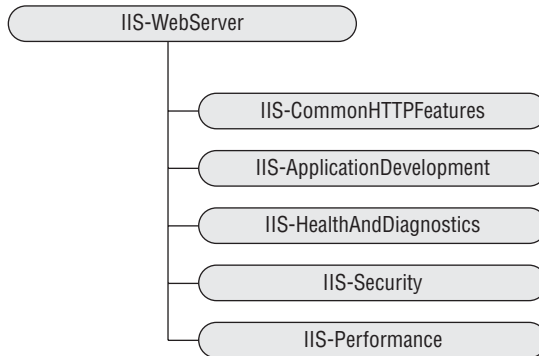 IIS-WebServer
IIS-CommonHTTPFeatures
IIS-ApplicationDevelopment
IIS-HealthAndDiagnostics
IIS-Security
IIS-Performance